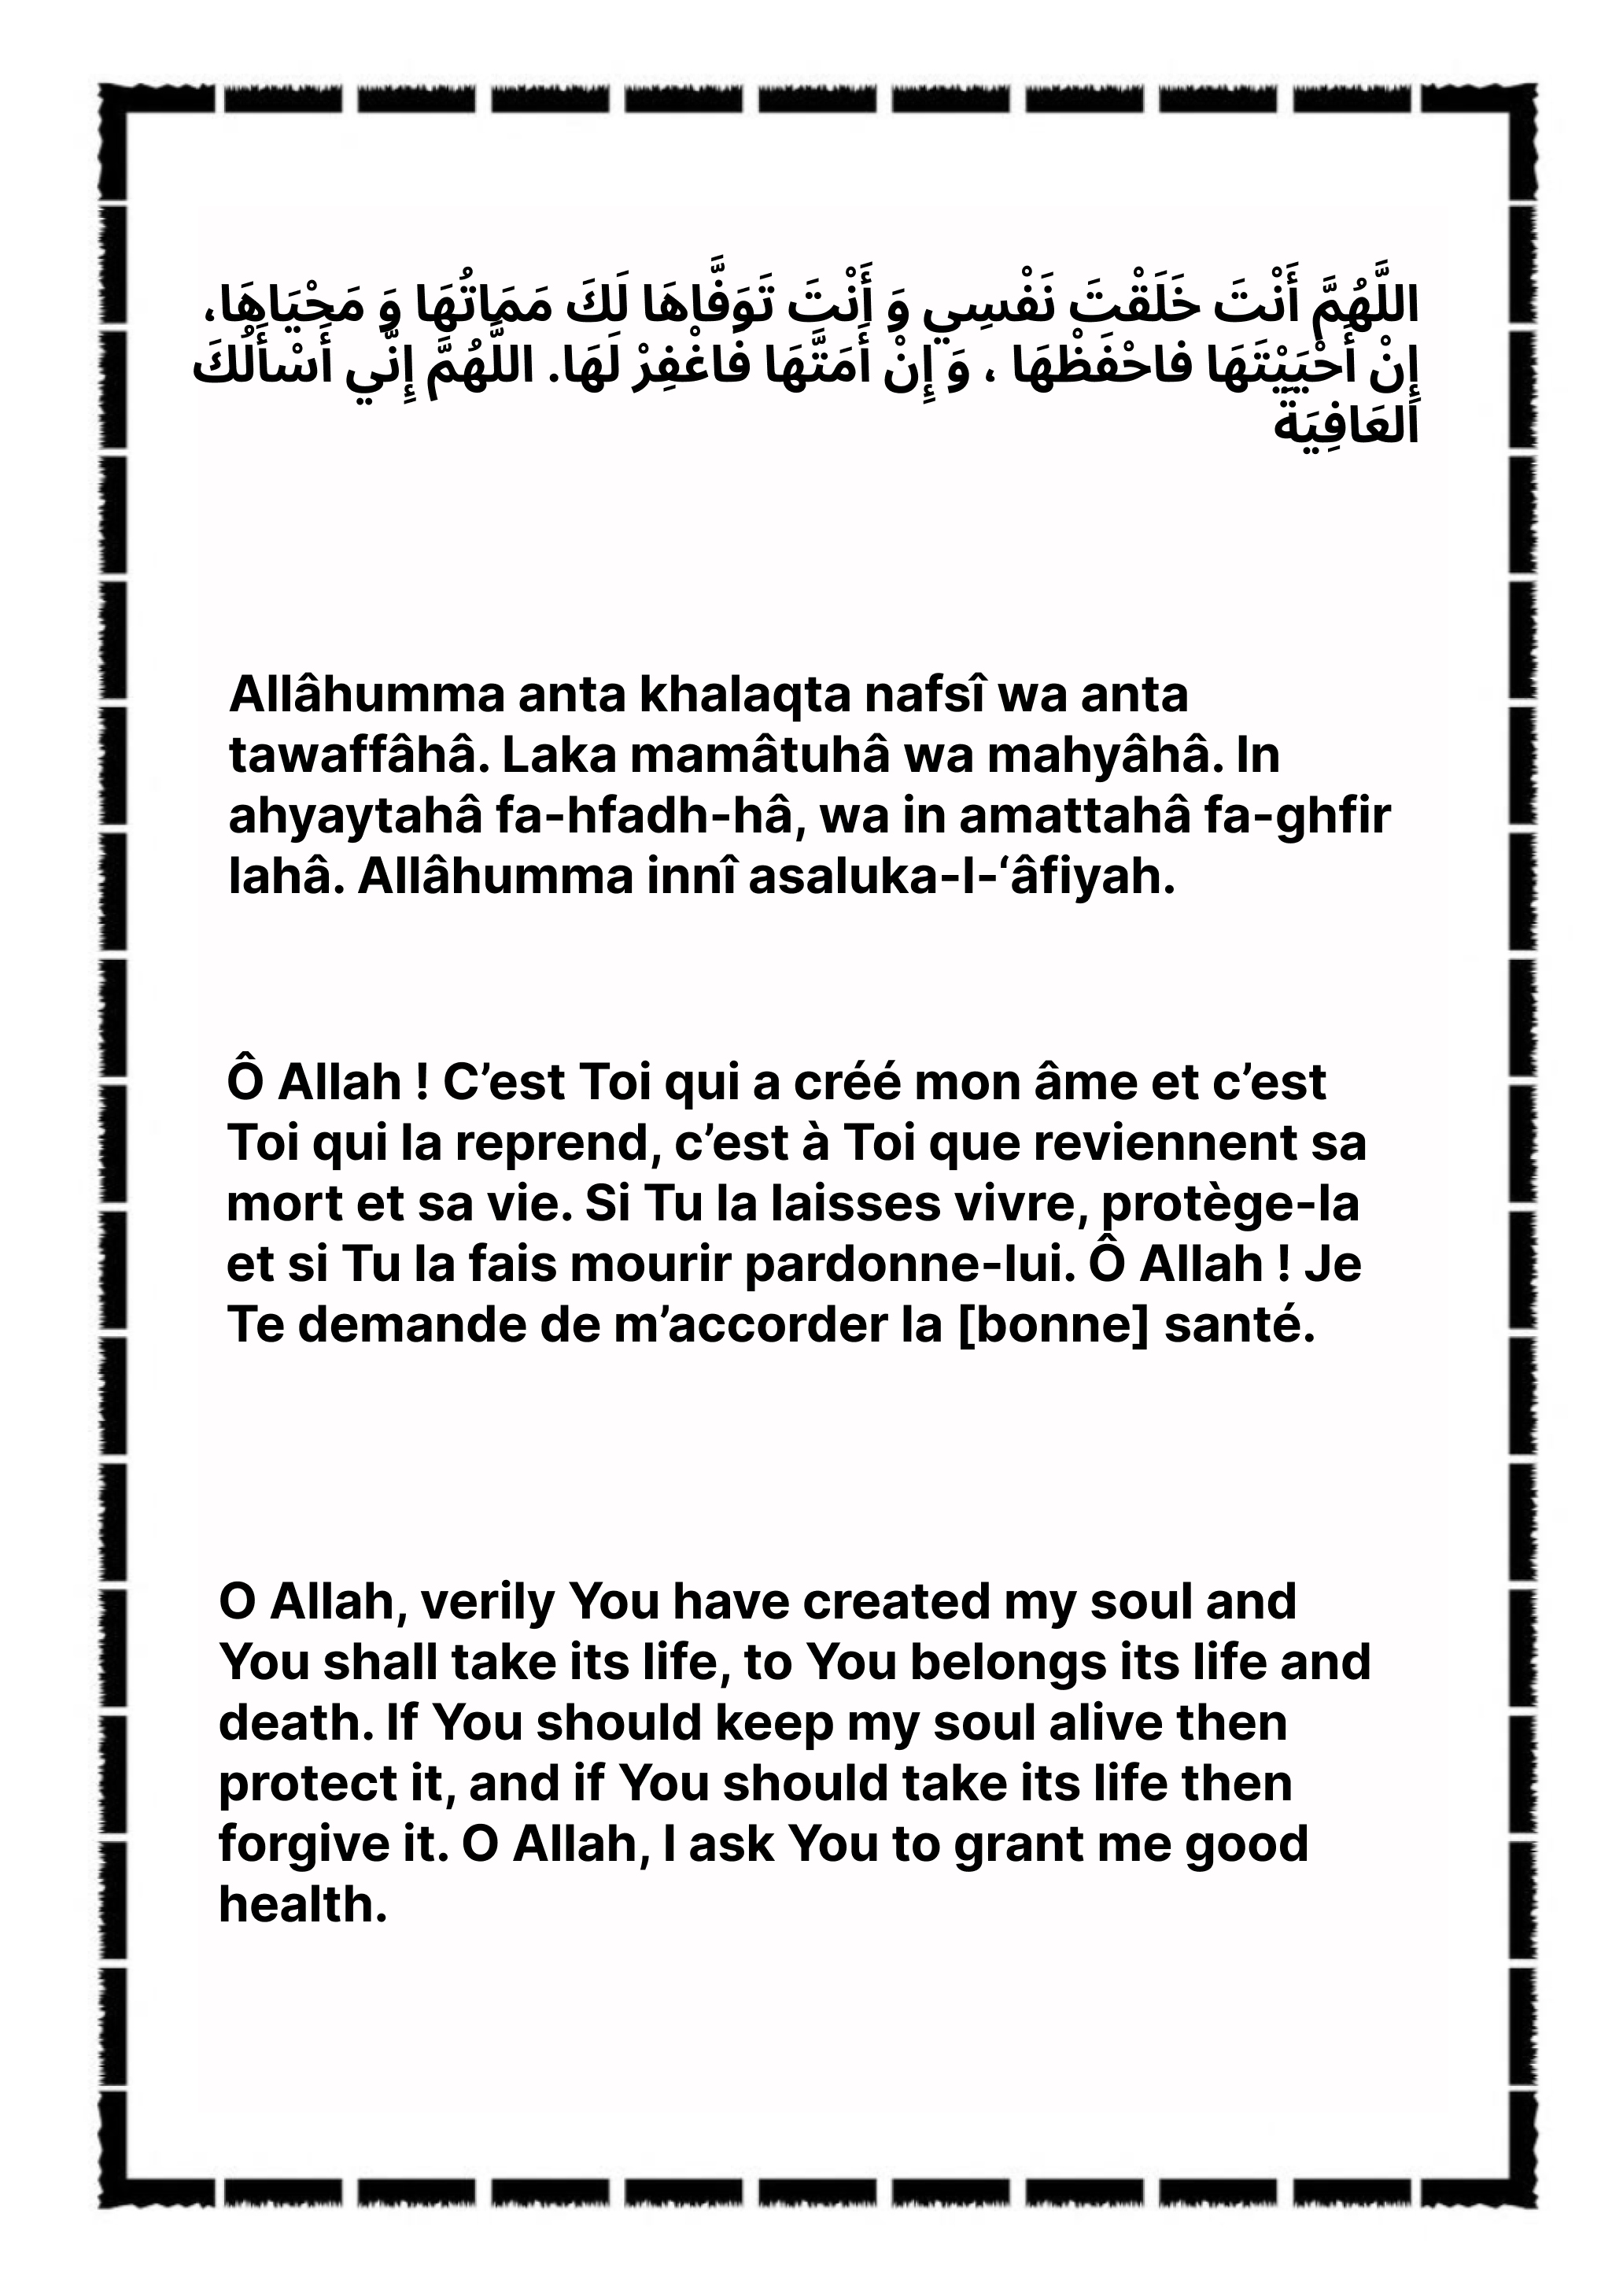 اللَّهُمَّ أَنْتَ خَلَقْتَ نَفْسِي وَ أَنْتَ تَوَفَّاهَا لَكَ مَمَاتُهَا وَ مَحْيَاهَا،
إِنْ أَحْيَيْتَهَا فَاحْفَظْهَا ، وَ إِنْ أَمَتَّهَا فَاغْفِرْ لَهَا. اللَّهُمَّ إِنِّي أَسْأَلُكَ
العَافِيَةَ
Allâhumma anta khalaqta nafsî wa anta
tawaffâhâ. Laka mamâtuhâ wa mahyâhâ. In
ahyaytahâ fa-hfadh-hâ, wa in amattahâ fa-ghfir
lahâ. Allâhumma innî asaluka-l-‘âfiyah.
Ô Allah ! C’est Toi qui a créé mon âme et c’est
Toi qui la reprend, c’est à Toi que reviennent sa
mort et sa vie. Si Tu la laisses vivre, protège-la
et si Tu la fais mourir pardonne-lui. Ô Allah ! Je
Te demande de m’accorder la [bonne] santé.
O Allah, verily You have created my soul and
You shall take its life, to You belongs its life and
death. If You should keep my soul alive then
protect it, and if You should take its life then
forgive it. O Allah, I ask You to grant me good
health.